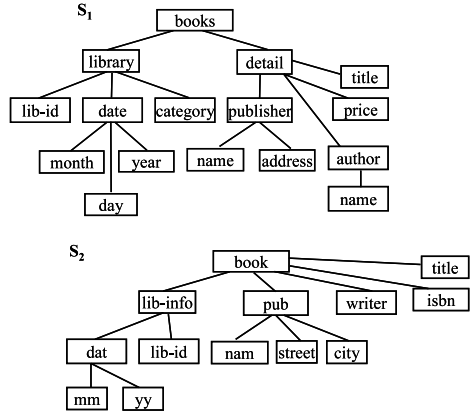 S1
books
library
detail
title
lib-id
date
category
publisher
price
month
year
name
address
author
day
name
S2
book
title
lib-info
pub
writer
isbn
dat
lib-id
nam
street
city
mm
yy